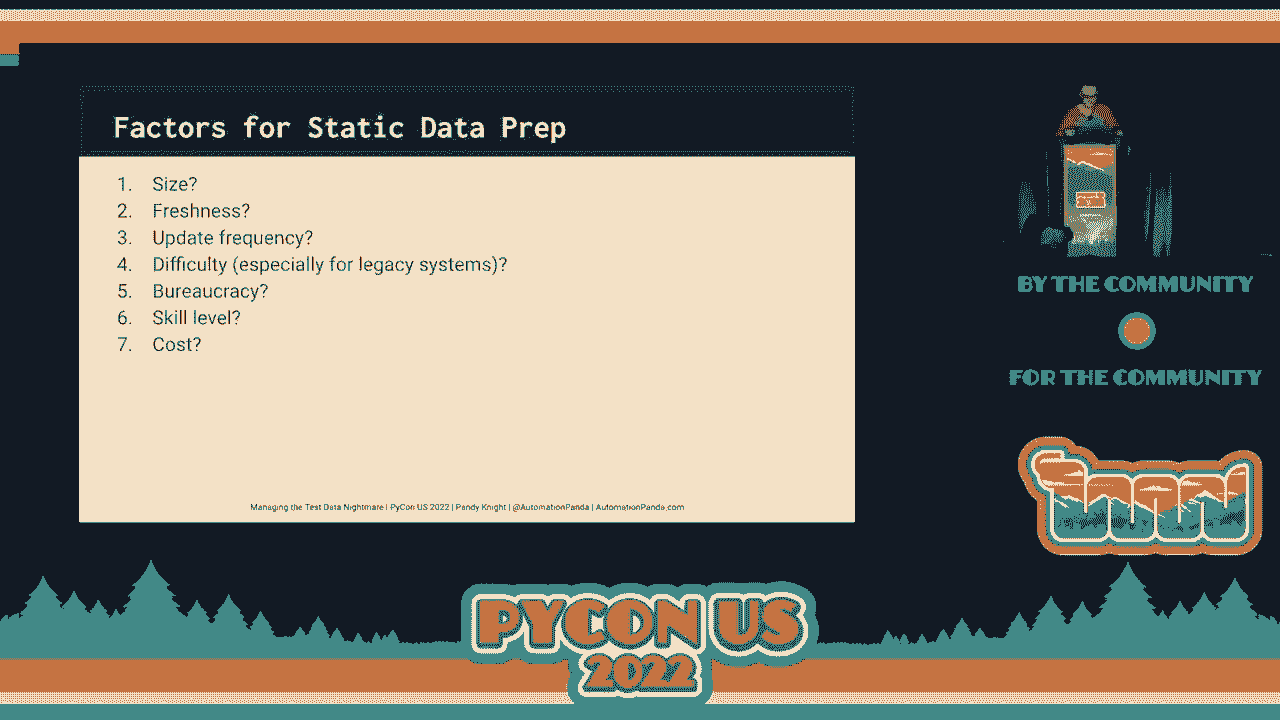 Factors for Static Data Prep
1. Size?
2. Freshness?
3. Update frequency?
4. Difficulty (especially for legacy systems)?
5. Bureaucracy?
6. Skill level?
7. Cost?
Managing the Test Data Nightmare | PyCon US 2022 | Pandy Knight | @AutomationPanda | AutomationPanda.com
BY THE COMMUNITY
FOR THE COMMUNITY
PYCON US
2022